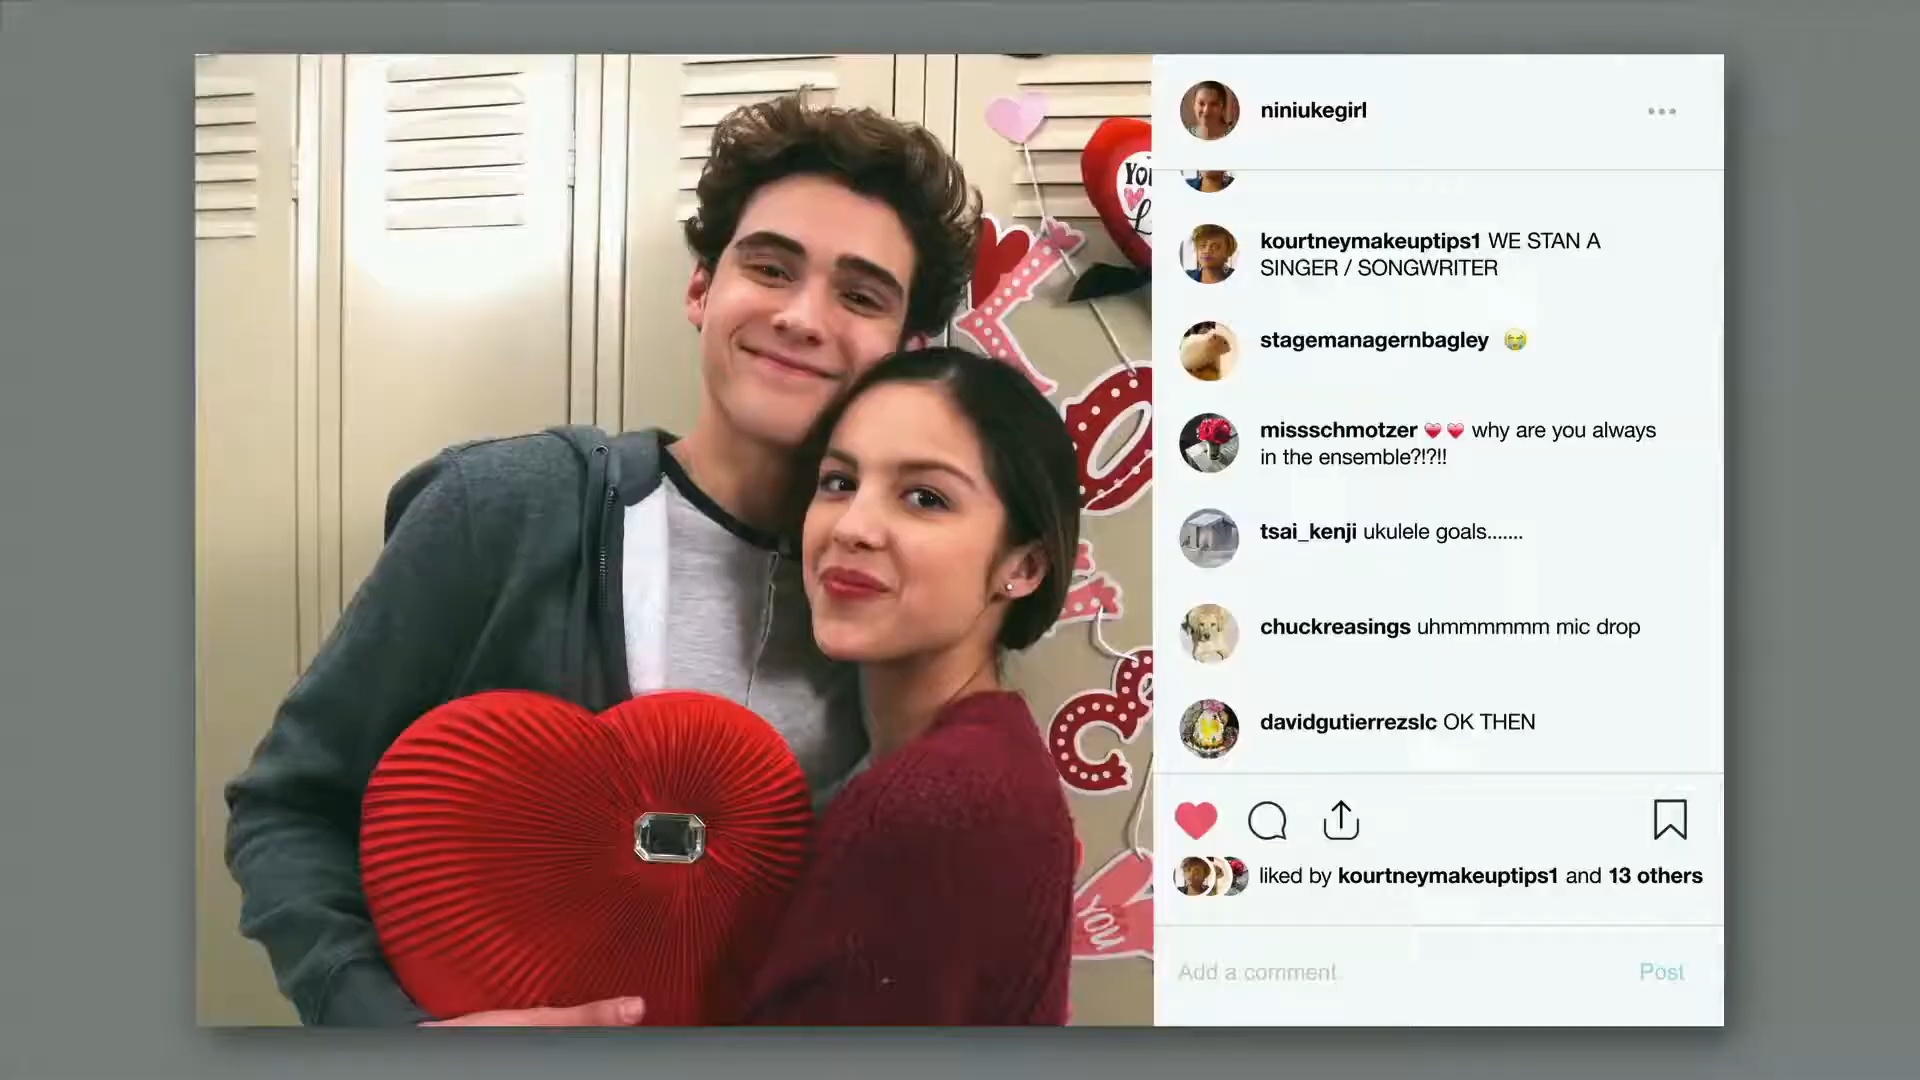 YOU
niniukegirl
kourtneymakeuptips1 WE STAN A
SINGER / SONGWRITER
stagemanagernbagley 😭
missschmotzer ❤️❤️ why are you always
in the ensemble?!?!!
tsai_kenji ukulele goals.......
chuckreasings uhmmmmmm mic drop
davidgutierrezslc OK THEN
liked by kourtneymakeuptips1 and 13 others
Add a comment
Post